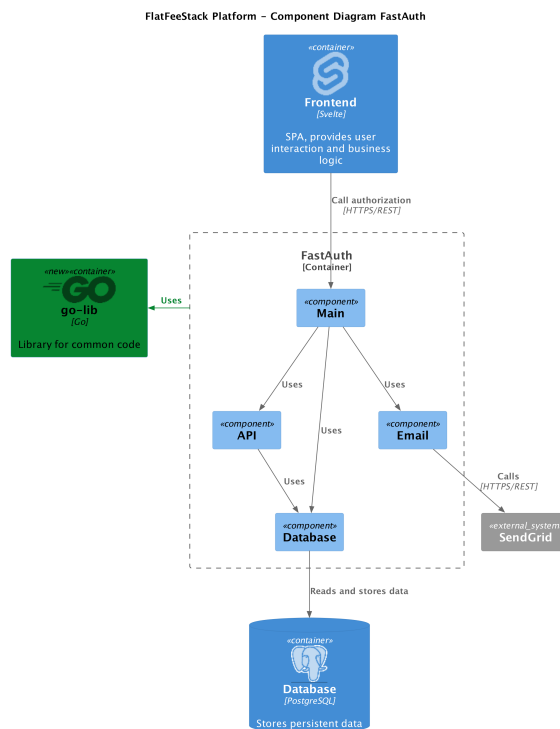 FlatFeeStack Platform – Component Diagram FastAuth
«container»
Frontend
[Svelte]
SPA, provides user
interaction and business
logic
Call authorization
[HTTPS/REST]
FastAuth
[Container]
«new»«container»
GO
go-lib
[Go]
Library for common code
Uses
«component»
Main
Uses
Uses
Uses
«component»
API
«component»
Email
Uses
Calls
[HTTPS/REST]
«component»
Database
«external_system
SendGrid
Reads and stores data
«container»
Database
[PostgreSQL]
Stores persistent data